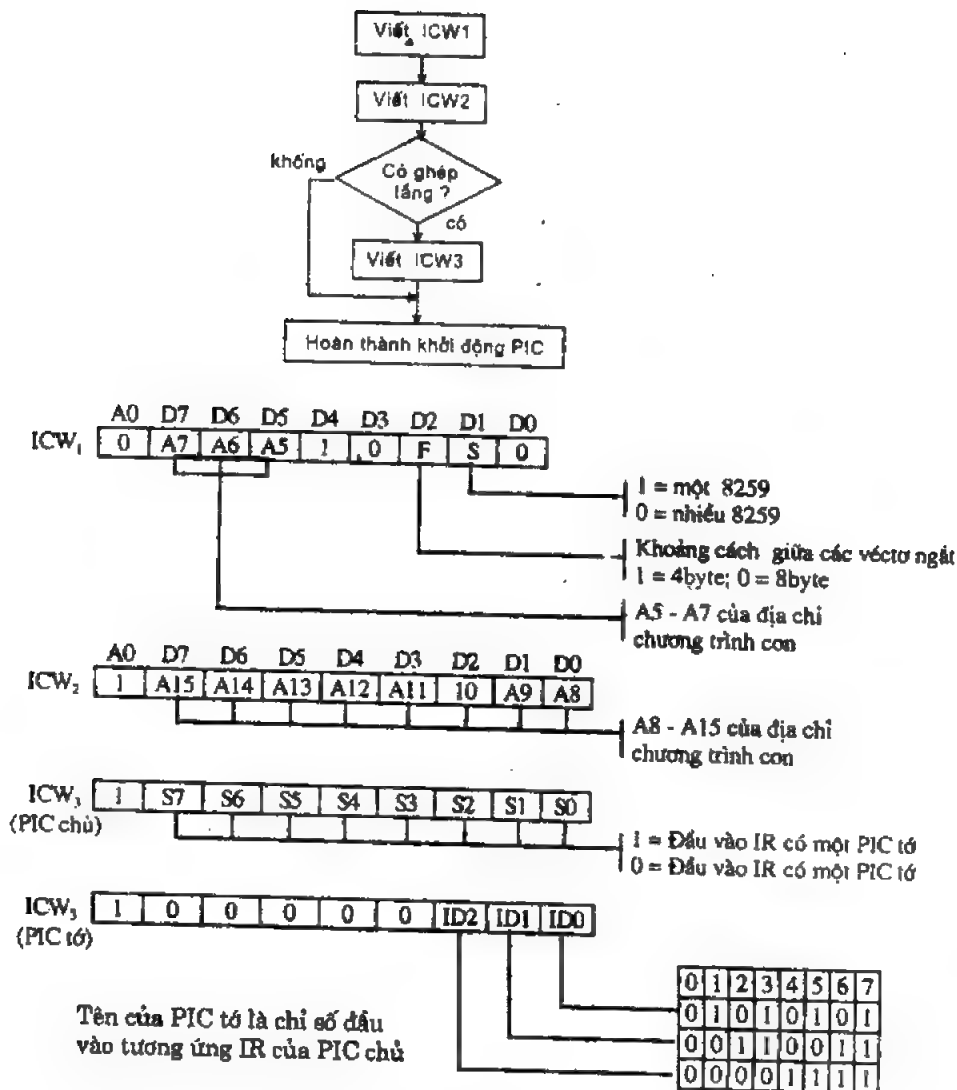 Viết ICW1
Viết ICW2
không
Có ghép
tầng ?
có
Viết ICW3
Hoàn thành khởi động PIC
A0 D7 D6 D5 D4 D3 D2 D1 D0
ICW₁ 0 A7 A6 A5 1 0 F S 0
1 = một 8259
0 = nhiều 8259
Khoảng cách giữa các véctơ ngắt
1 = 4byte; 0 = 8byte
A5 - A7 của địa chỉ
chương trình con
A0 D7 D6 D5 D4 D3 D2 D1 D0
ICW₂ 1 A15 A14 A13 A12 A11 10 A9 A8
A8 - A15 của địa chỉ
chương trình con
ICW₃ 1 S7 S6 S5 S4 S3 S2 S1 S0
(PIC chủ)
1 = Đầu vào IR có một PIC tớ
0 = Đầu vào IR có một PIC tớ
ICW₃ 1 0 0 0 0 0 ID2 ID1 ID0
(PIC tớ)
0 1 2 3 4 5 6 7
0 1 0 1 0 1 0 1
0 0 1 1 0 0 1 1
0 0 0 0 1 1 1 1
Tên của PIC tớ là chỉ số đầu
vào tương ứng IR của PIC chủ